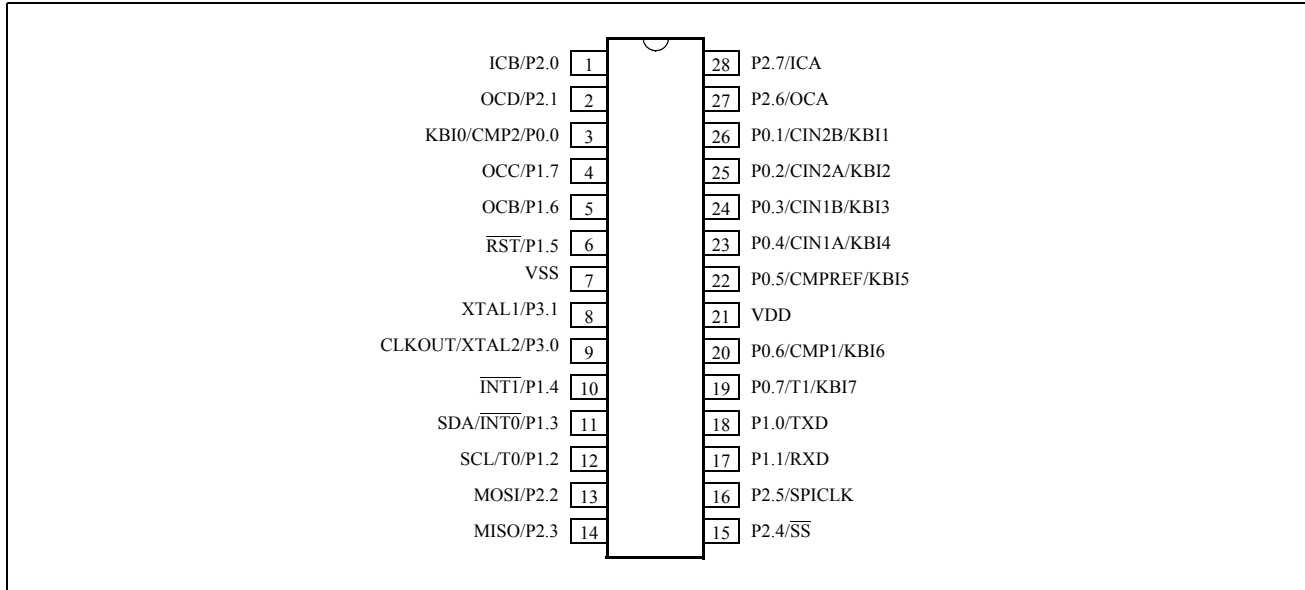 ICB/P2.0 1 28 P2.7/ICA
OCD/P2.1 2 27 P2.6/OCA
KBI0/CMP2/P0.0 3 26 P0.1/CIN2B/KBI1
OCC/P1.7 4 25 P0.2/CIN2A/KBI2
OCB/P1.6 5 24 P0.3/CIN1B/KBI3
R̅S̅T̅/P1.5 6 23 P0.4/CIN1A/KBI4
VSS 7 22 P0.5/CMPREF/KBI5
XTAL1/P3.1 8 21 VDD
CLKOUT/XTAL2/P3.0 9 20 P0.6/CMP1/KBI6
I̅N̅T̅1̅/P1.4 10 19 P0.7/T1/KBI7
SDA/I̅N̅T̅0̅/P1.3 11 18 P1.0/TXD
SCL/T0/P1.2 12 17 P1.1/RXD
MOSI/P2.2 13 16 P2.5/SPICLK
MISO/P2.3 14 15 P2.4/S̅S̅